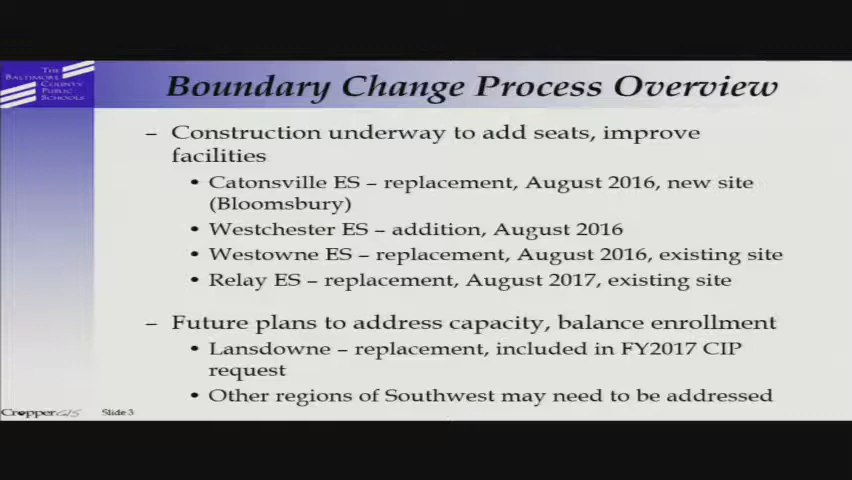 THE
BALTIMORE
COUNTY
PUBLIC
SCHOOLS
Boundary Change Process Overview
– Construction underway to add seats, improve
facilities
• Catonsville ES – replacement, August 2016, new site
(Bloomsbury)
• Westchester ES – addition, August 2016
• Westowne ES – replacement, August 2016, existing site
• Relay ES – replacement, August 2017, existing site
– Future plans to address capacity, balance enrollment
• Lansdowne – replacement, included in FY2017 CIP
request
• Other regions of Southwest may need to be addressed
CropperGIS Slide 3